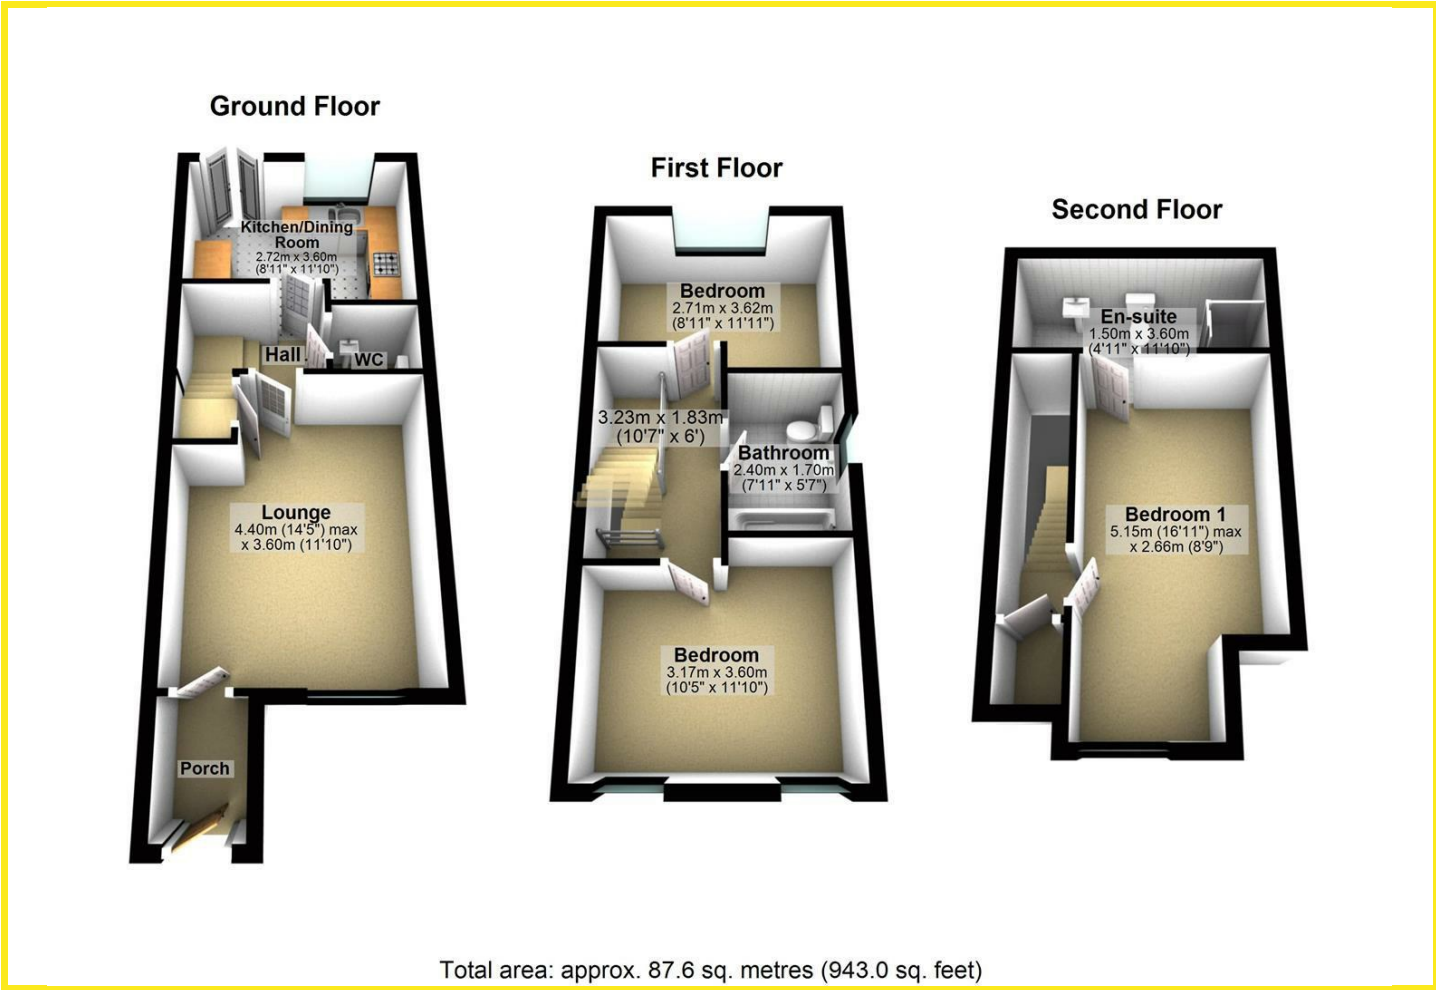 Ground Floor
Kitchen/Dining
Room
2.72m x 3.60m
(8'11" x 11'10")
Hall
WC
Lounge
4.40m (14'5") max
x 3.60m (11'10")
Porch
First Floor
Bedroom
2.71m x 3.62m
(8'11" x 11'11")
3.23m x 1.83m
(10'7" x 6')
Bathroom
2.40m x 1.70m
(7'11" x 5'7")
Bedroom
3.17m x 3.60m
(10'5" x 11'10")
Second Floor
En-suite
1.50m x 3.60m
(4'11" x 11'10")
Bedroom 1
5.15m (16'11") max
x 2.66m (8'9")
Total area: approx. 87.6 sq. metres (943.0 sq. feet)